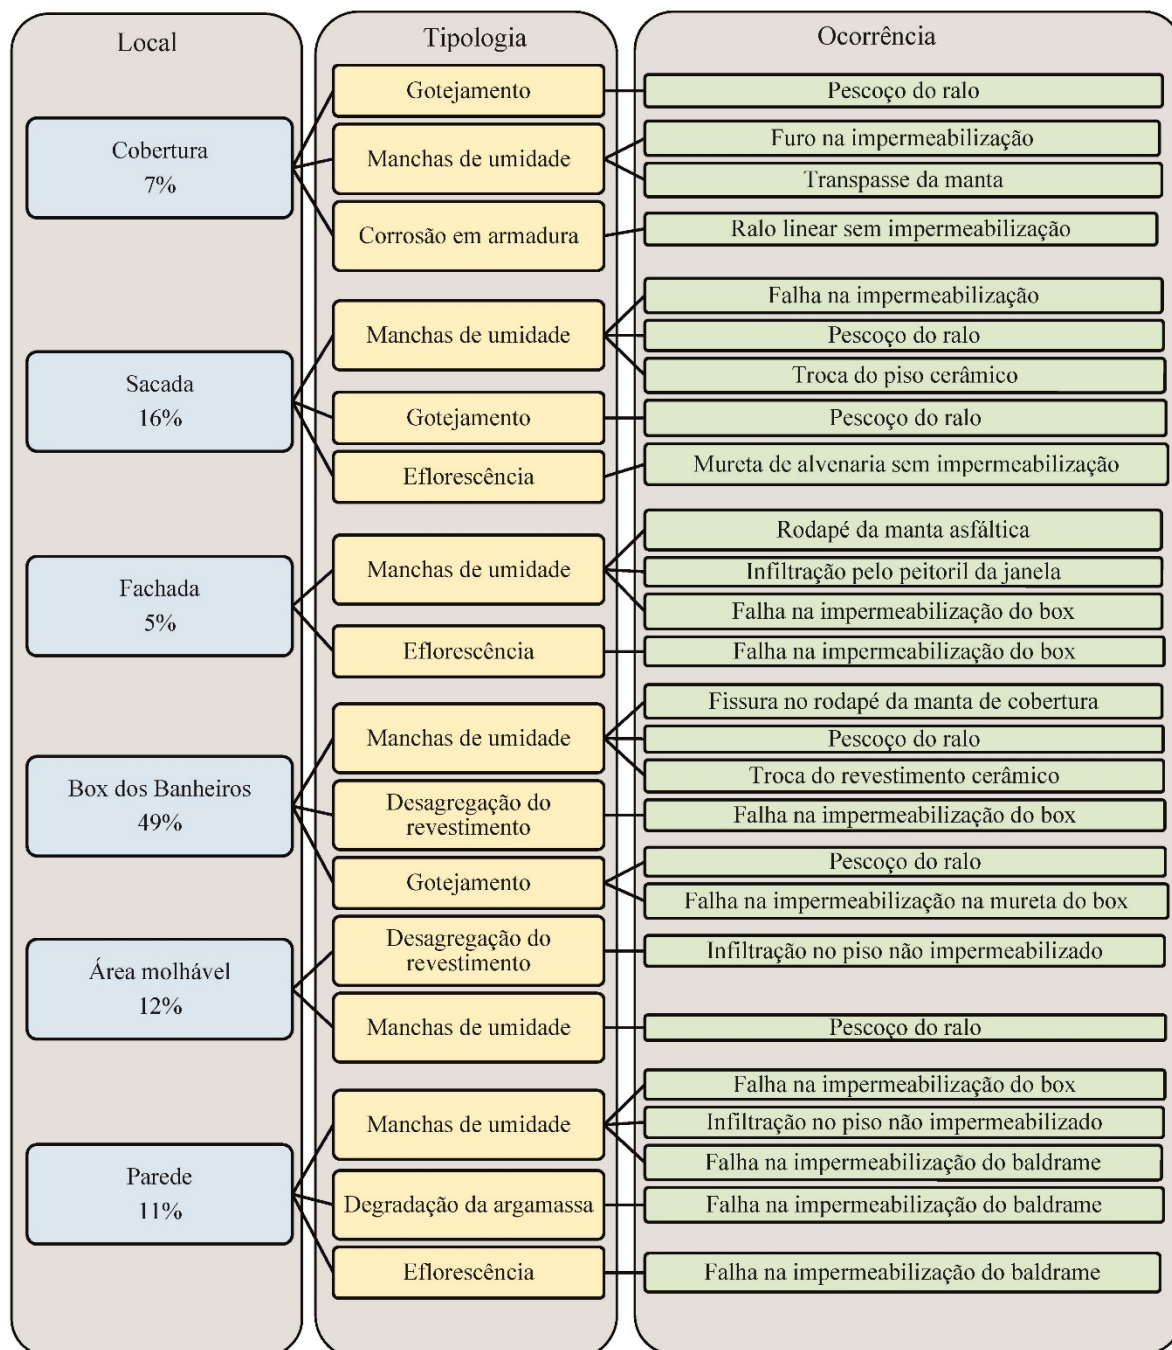 Local
Tipologia
Ocorrência
Cobertura
7%
Gotejamento
Pescoço do ralo
Manchas de umidade
Furo na impermeabilização
Transpasse da manta
Corrosão em armadura
Ralo linear sem impermeabilização
Sacada
16%
Manchas de umidade
Falha na impermeabilização
Pescoço do ralo
Troca do piso cerâmico
Gotejamento
Pescoço do ralo
Eflorescência
Mureta de alvenaria sem impermeabilização
Fachada
5%
Manchas de umidade
Rodapé da manta asfáltica
Infiltração pelo peitoril da janela
Falha na impermeabilização do box
Eflorescência
Falha na impermeabilização do box
Box dos Banheiros
49%
Manchas de umidade
Fissura no rodapé da manta de cobertura
Pescoço do ralo
Troca do revestimento cerâmico
Desagregação do
revestimento
Falha na impermeabilização do box
Gotejamento
Pescoço do ralo
Falha na impermeabilização na mureta do box
Área molhável
12%
Desagregação do
revestimento
Infiltração no piso não impermeabilizado
Manchas de umidade
Pescoço do ralo
Parede
11%
Manchas de umidade
Falha na impermeabilização do box
Infiltração no piso não impermeabilizado
Falha na impermeabilização do baldrame
Degradação da argamassa
Falha na impermeabilização do baldrame
Eflorescência
Falha na impermeabilização do baldrame